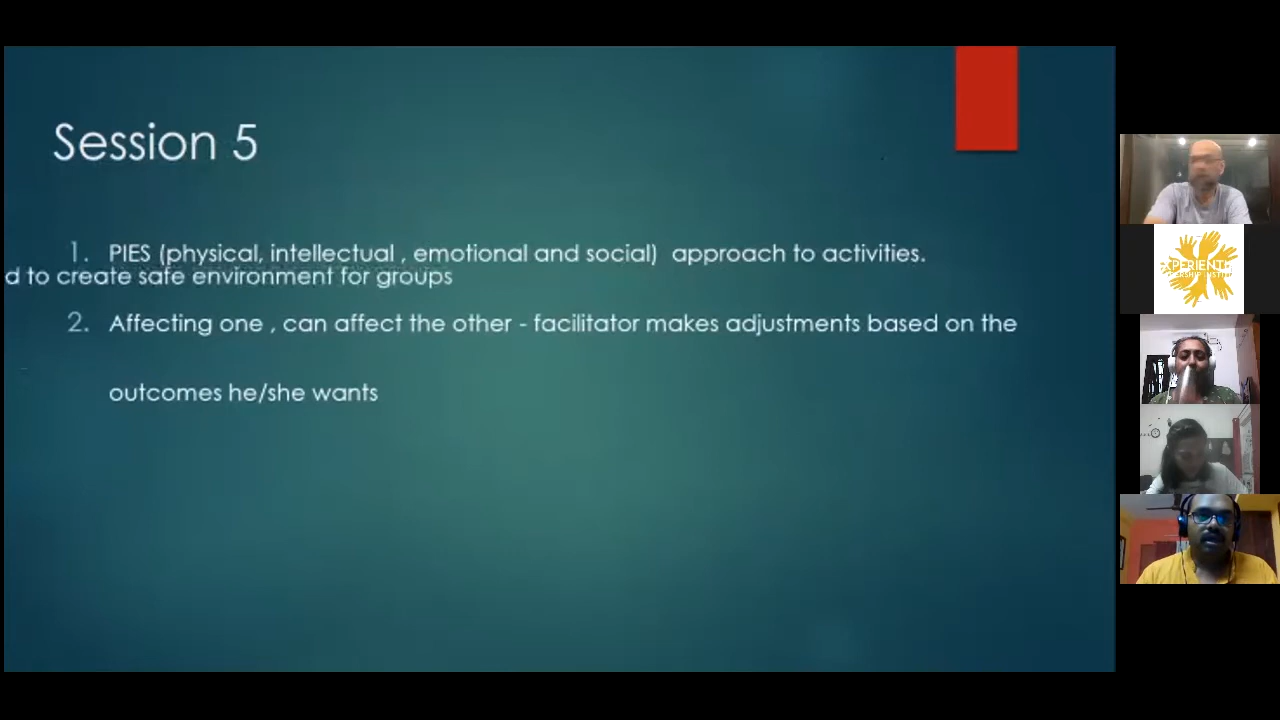 Session 5
1. PIES (physical, intellectual , emotional and social) approach to activities.
d to create safe environment for groups
2. Affecting one , can affect the other - facilitator makes adjustments based on the
outcomes he/she wants
XPERIENT